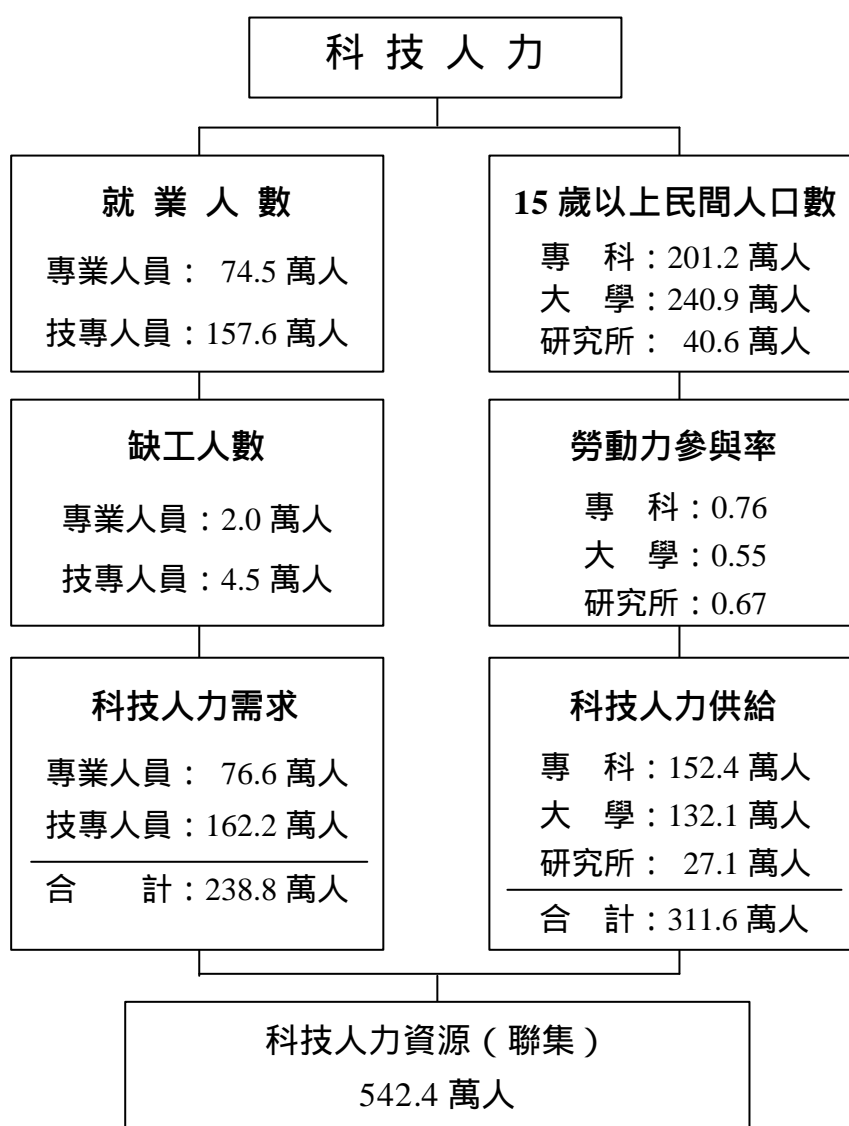 科 技 人 力
就 業 人 數
專業人員： 74.5 萬人
技專人員：157.6 萬人
缺工人數
專業人員：2.0 萬人
技專人員：4.5 萬人
科技人力需求
專業人員： 76.6 萬人
技專人員：162.2 萬人
合　　計：238.8 萬人
15 歲以上民間人口數
專　科：201.2 萬人
大　學：240.9 萬人
研究所： 40.6 萬人
勞動力參與率
專　科：0.76
大　學：0.55
研究所：0.67
科技人力供給
專　科：152.4 萬人
大　學：132.1 萬人
研究所： 27.1 萬人
合　計：311.6 萬人
科技人力資源（聯集）
542.4 萬人